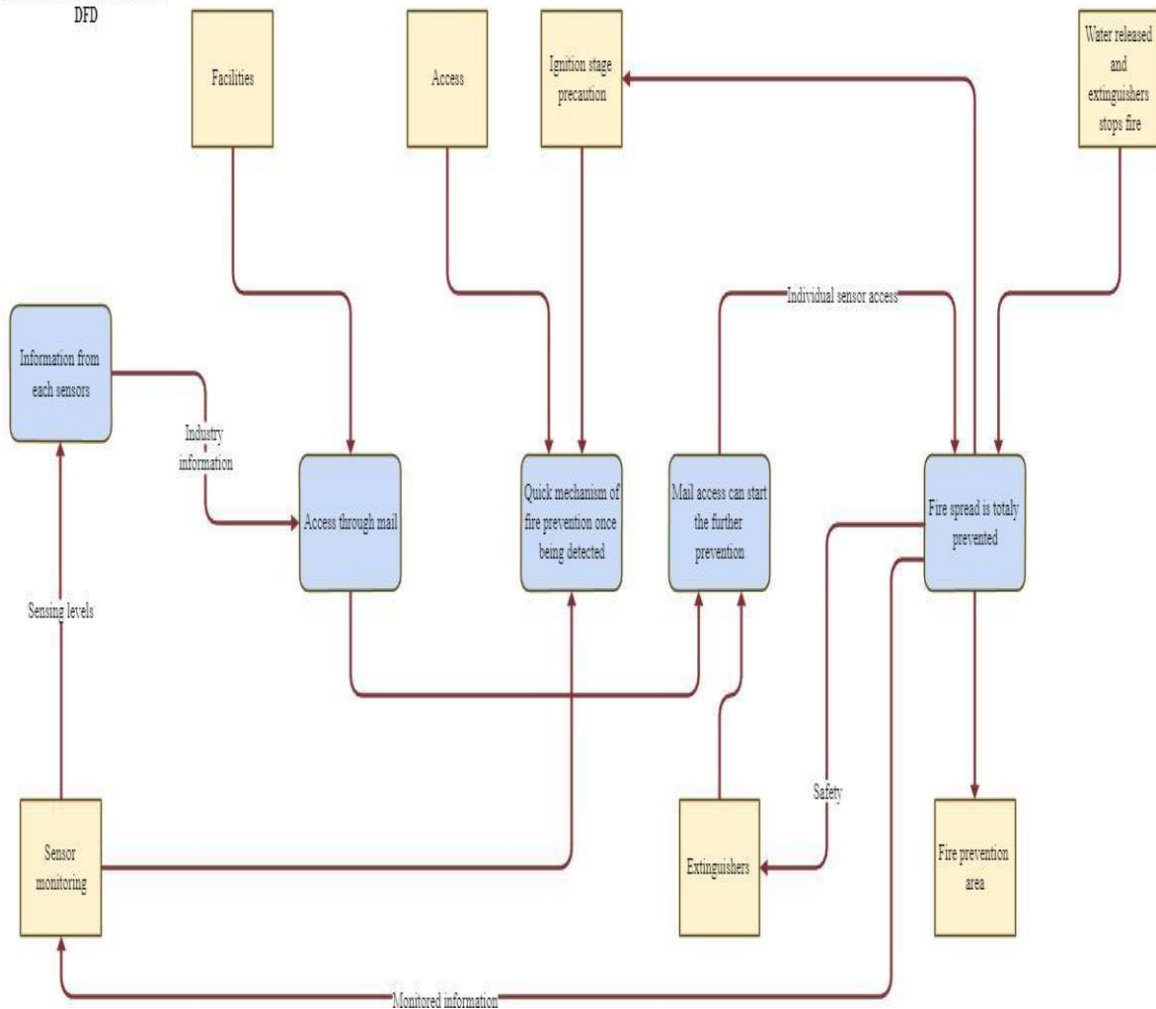 DFD
Facilities
Access
Ignition stage
precaution
Water released
and
extinguishers
stops fire
Individual sensor access
Information from
each sensors
Industry
information
Access through mail
Quick mechanism of
fire prevention once
being detected
Mail access can start
the further
prevention
Fire spread is totaly
prevented
Sensing levels
Safety
Sensor
monitoring
Extinguishers
Fire prevention
area
Monitored information